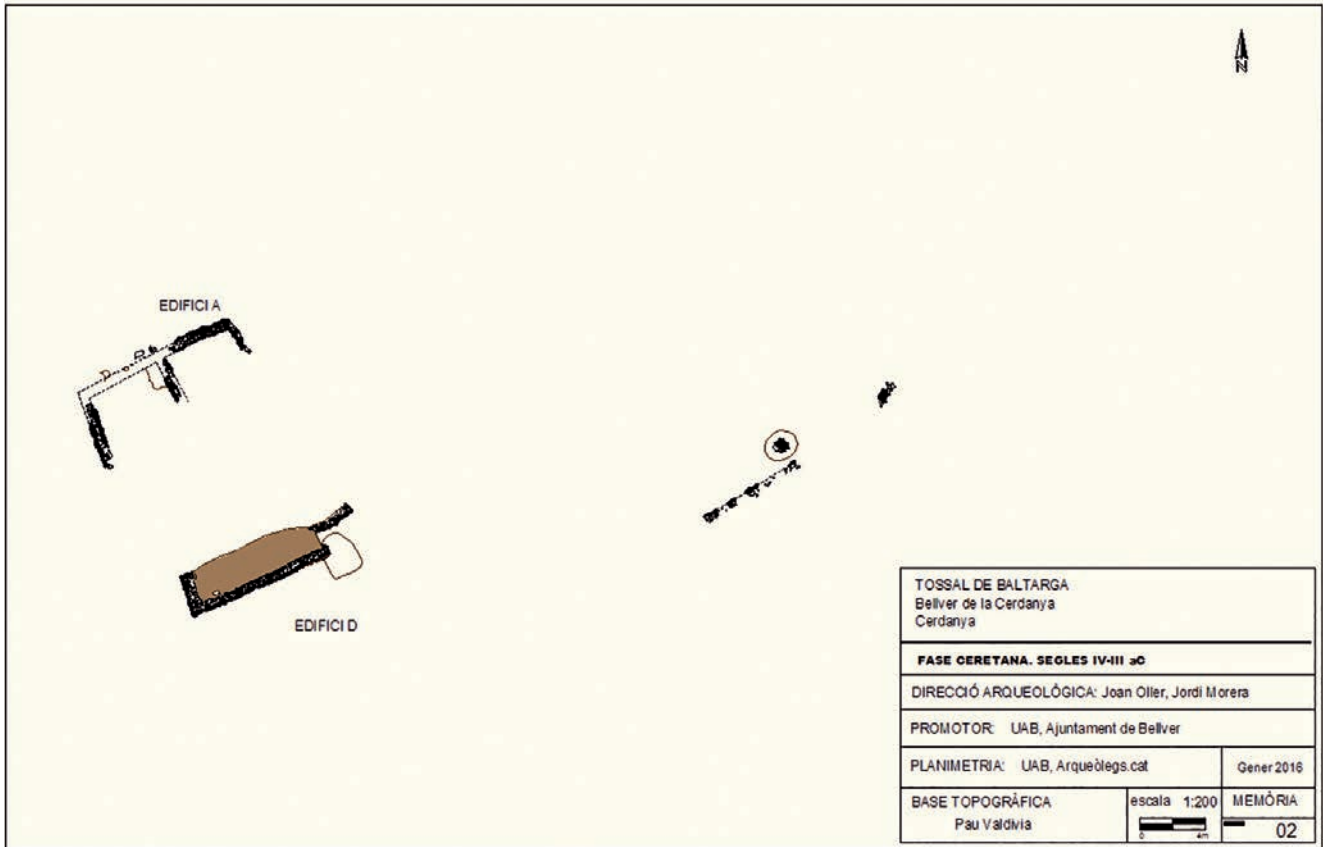 N
EDIFICI A
EDIFICI D
TOSSAL DE BALTARGA
Bellver de la Cerdanya
Cerdanya
FASE CERETANA. SEGLES IV-III aC
DIRECCIÓ ARQUEOLÒGICA: Joan Oller, Jordi Morera
PROMOTOR: UAB, Ajuntament de Bellver
PLANIMETRIA: UAB, Arqueòlegs.cat
Gener 2016
BASE TOPOGRÀFICA
Pau Valdivia
escala 1:200
0 4m
MEMÒRIA
02